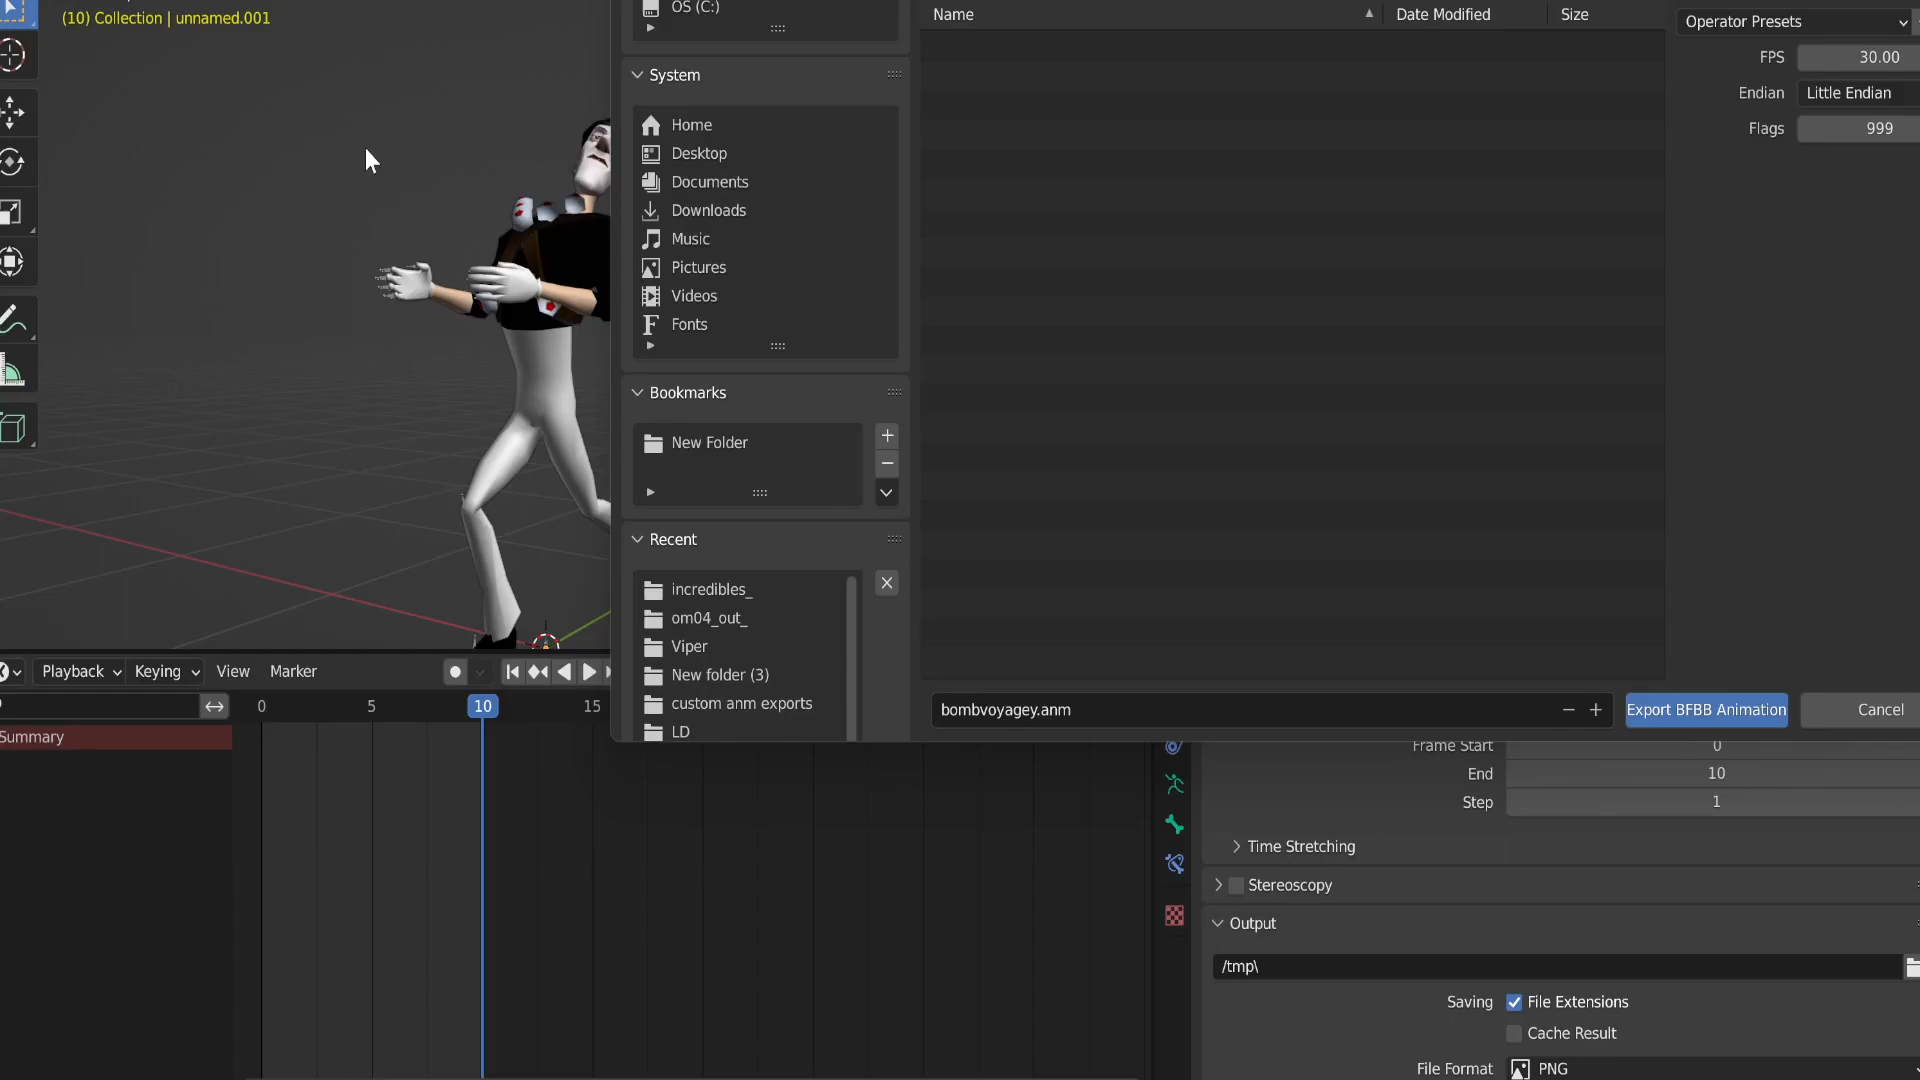 (10) Collection | unnamed.001
OS (C:)
System
Home
Desktop
Documents
Downloads
Music
Pictures
Videos
Fonts
Bookmarks
New Folder
Recent
incredibles_
om04_out_
Viper
New folder (3)
custom anm exports
LD
Name
Date Modified
Size
Operator Presets
FPS 30.00
Endian Little Endian
Flags 999
bombvoyagey.anm
Export BFBB Animation
Cancel
Playback Keying View Marker
0 5 10 15
Summary
Frame Start 0
End 10
Step 1
Time Stretching
Stereoscopy
Output
/tmp\
Saving File Extensions
Cache Result
File Format PNG